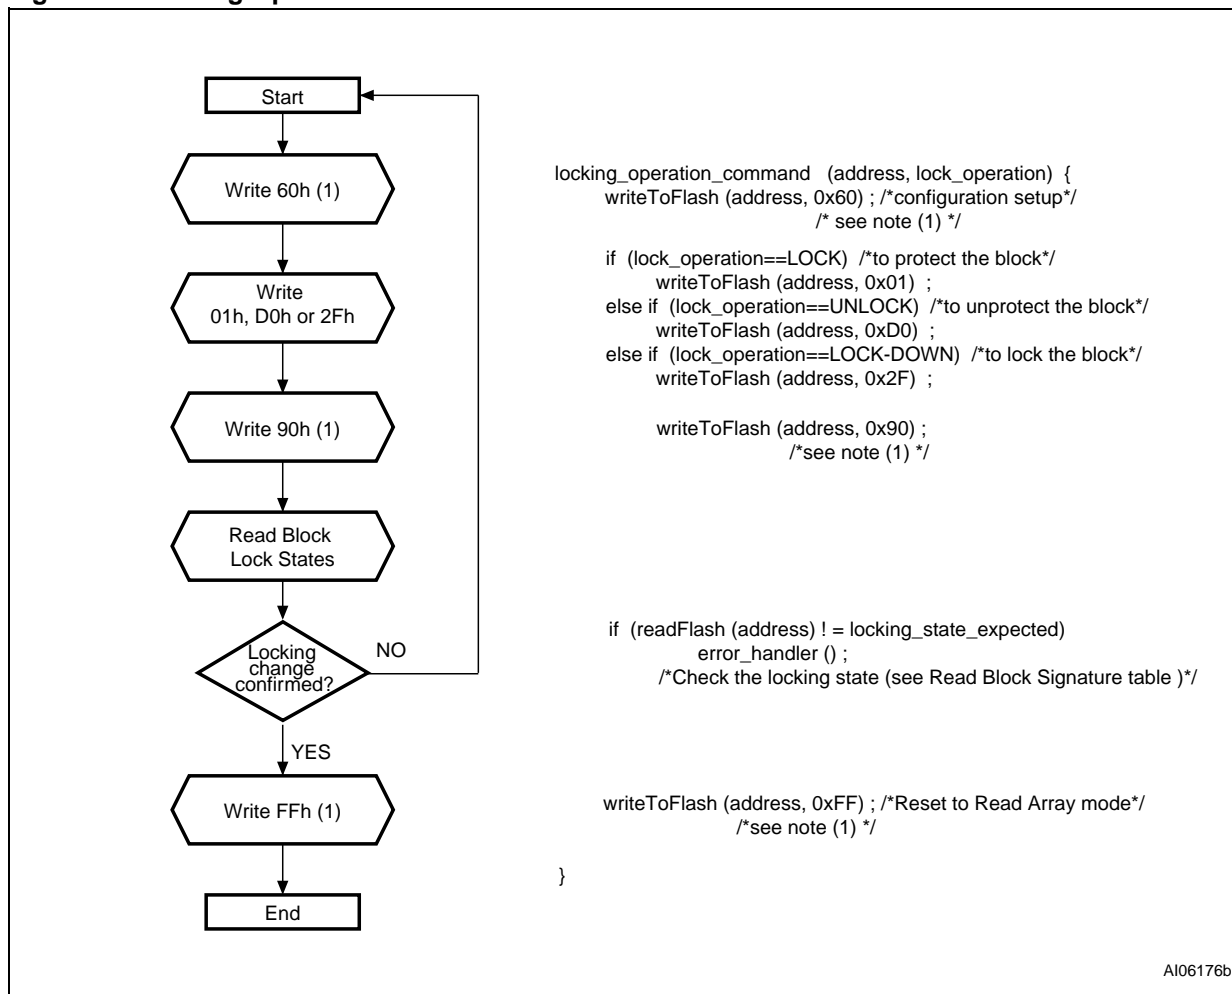 Start
Write 60h (1)
Write
01h, D0h or 2Fh
Write 90h (1)
Read Block
Lock States
Locking
change
confirmed?
NO
YES
Write FFh (1)
End
locking_operation_command (address, lock_operation) {
writeToFlash (address, 0x60) ; /*configuration setup*/
/* see note (1) */
if (lock_operation==LOCK) /*to protect the block*/
writeToFlash (address, 0x01) ;
else if (lock_operation==UNLOCK) /*to unprotect the block*/
writeToFlash (address, 0xD0) ;
else if (lock_operation==LOCK-DOWN) /*to lock the block*/
writeToFlash (address, 0x2F) ;
writeToFlash (address, 0x90) ;
/*see note (1) */
if (readFlash (address) ! = locking_state_expected)
error_handler () ;
/*Check the locking state (see Read Block Signature table )*/
writeToFlash (address, 0xFF) ; /*Reset to Read Array mode*/
/*see note (1) */
}
AI06176b